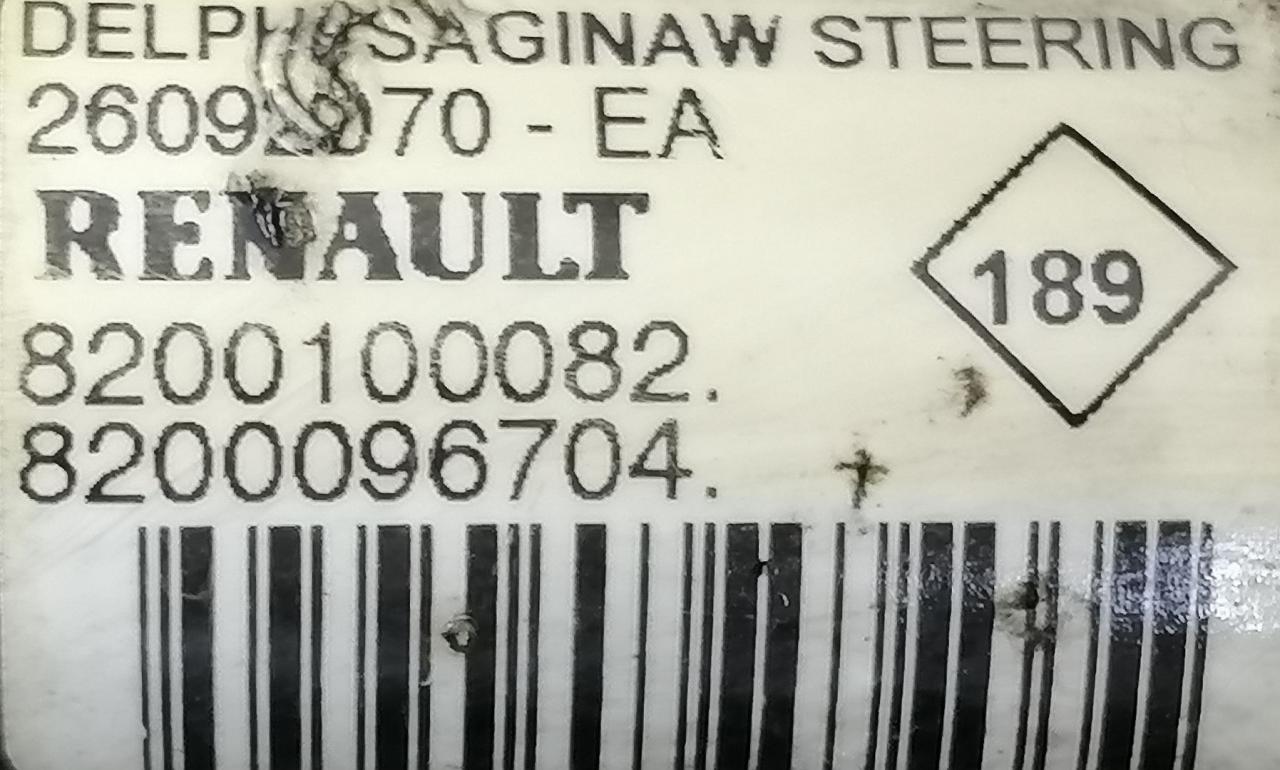 DELPHI SAGINAW STEERING
- EA
RENAULT
189
8200100082.
8200096704.